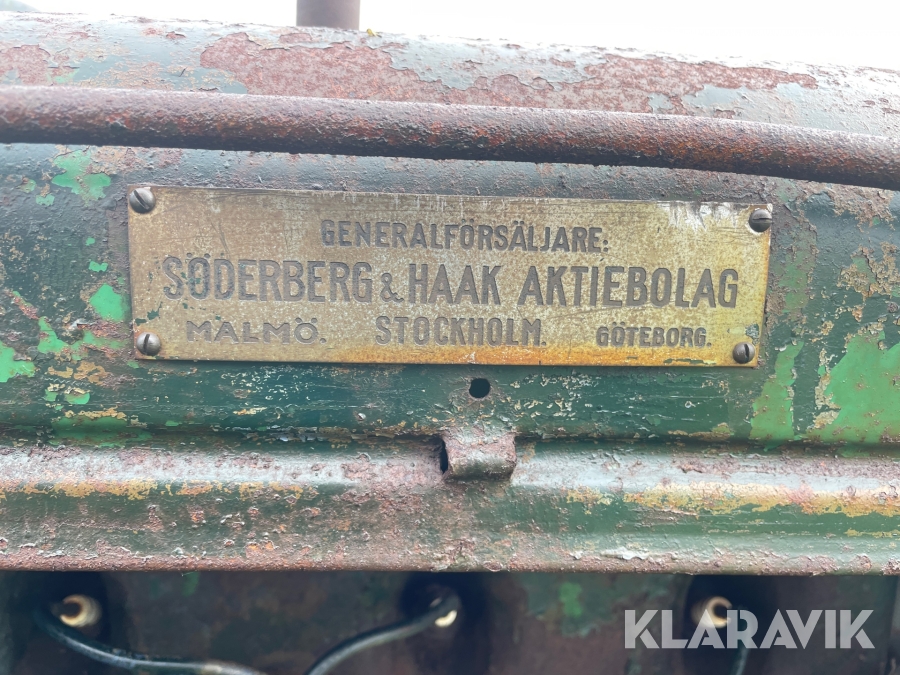 GENERALFÖRSÄLJARE:
SØDERBERG & HAAK AKTIEBOLAG
MALMÖ. STOCKHOLM. GÖTEBORG.
KLARAVIK